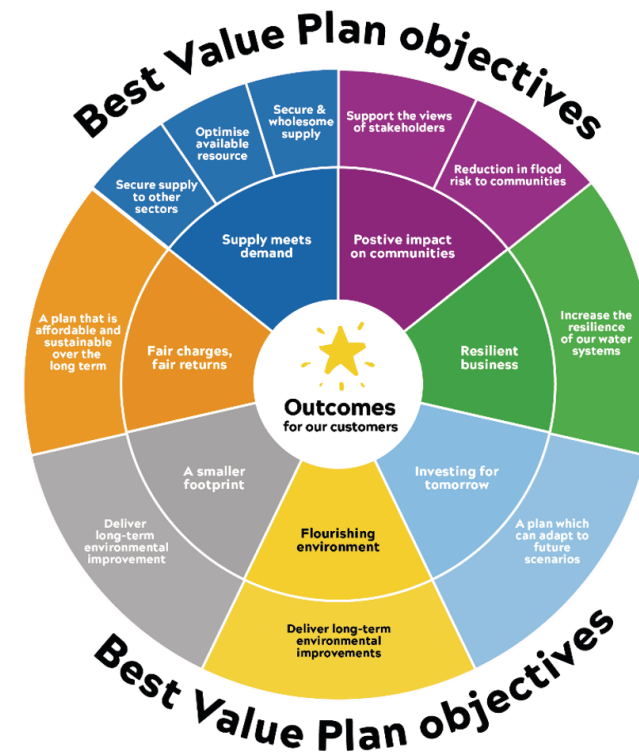 Best Value Plan objectives
Secure &
wholesome
supply
Support the views
of stakeholders
Optimise
available
resource
Reduction in flood
risk to communities
Secure supply
to other
sectors
Supply meets
demand
Postive impact
on communities
A plan that is
affordable and
sustainable
over the
long term
Fair charges,
fair returns
Resilient
business
Increase the
resilience
of our water
systems
Outcomes
for our customers
A smaller
footprint
Investing for
tomorrow
Deliver
long-term
environmental
improvement
Flourishing
environment
A plan which
can adapt to
future
scenarios
Deliver long-term
environmental
improvements
Best Value Plan objectives